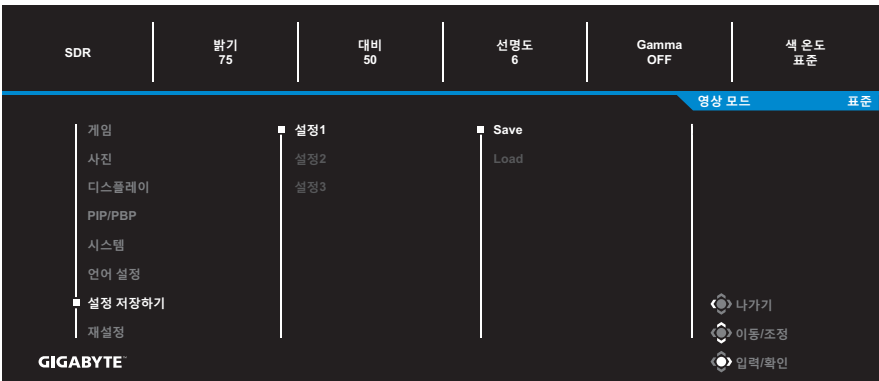 SDR
밝기
75
대비
50
선명도
6
Gamma
OFF
색 온도
표준
영상 모드 표준
게임
사진
디스플레이
PIP/PBP
시스템
언어 설정
설정 저장하기
재설정
설정1
설정2
설정3
Save
Load
나가기
이동/조정
입력/확인
GIGABYTE™